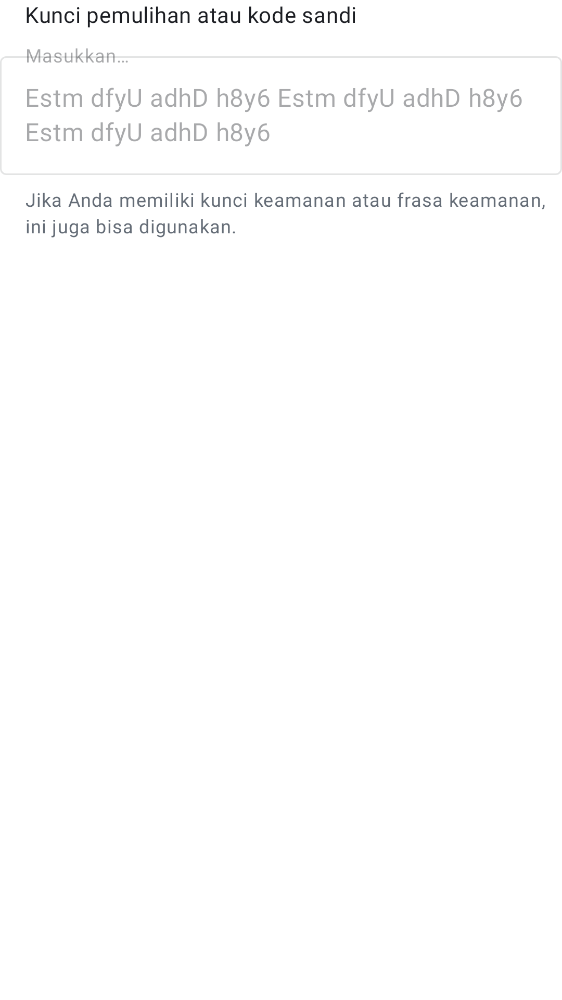 Kunci pemulihan atau kode sandi
Masukkan…
Estm dfyU adhD h8y6 Estm dfyU adhD h8y6
Estm dfyU adhD h8y6
Jika Anda memiliki kunci keamanan atau frasa keamanan,
ini juga bisa digunakan.